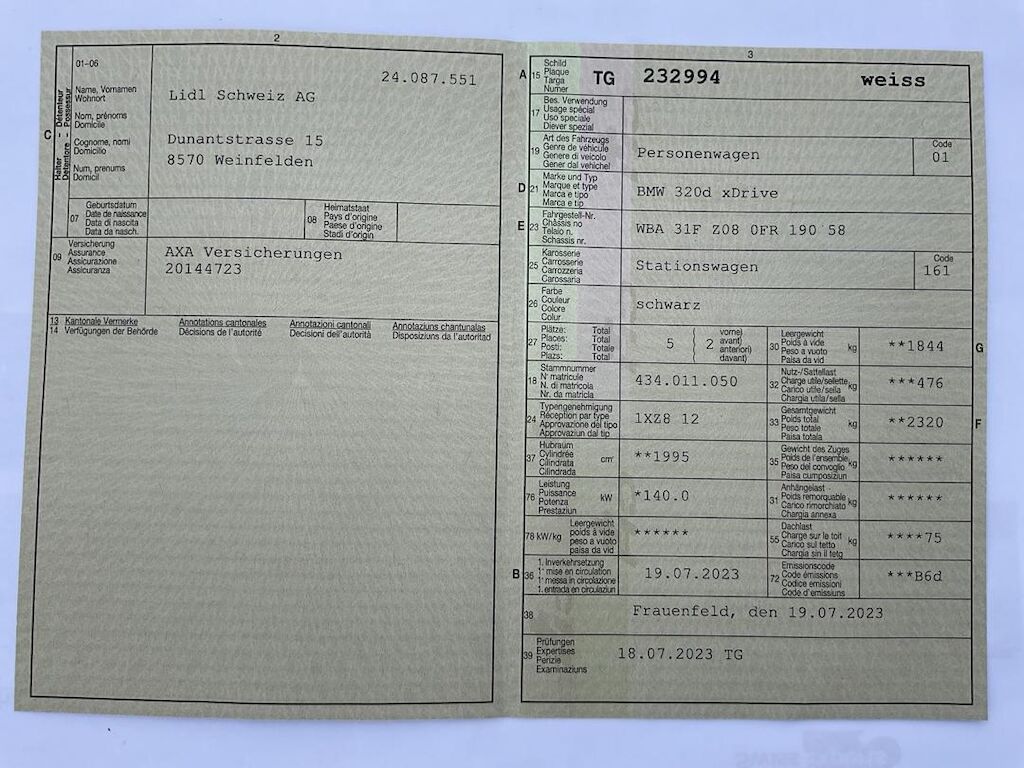 2
01-06
24.087.551
Halter Détenteur
Detentore Possessur
C
Name, Vornamen
Wohnort
Nom, prénoms
Domicile
Cognome, nomi
Domicilio
Num, prenums
Domicil
Lidl Schweiz AG
Dunantstrasse 15
8570 Weinfelden
07
Geburtsdatum
Date de naissance
Data di nascita
Data da nasch.
08
Heimatstaat
Pays d'origine
Paese d'origine
Stadi d'origin
09
Versicherung
Assurance
Assicurazione
Assicuranza
AXA Versicherungen
20144723
13 Kantonale Vermerke Annotations cantonales Annotazioni cantonali Annotaziuns chantunalas
14 Verfügungen der Behörde Décisions de l'autorité Decisioni dell'autorità Disposiziuns da l'autoritad
3
A 15
Schild
Plaque
Targa
Numer
TG 232994 weiss
17
Bes. Verwendung
Usage spécial
Uso speciale
Diever spezial
19
Art des Fahrzeugs
Genre de véhicule
Genere di veicolo
Gener dal vehichel
Personenwagen
Code
01
D 21
Marke und Typ
Marque et type
Marca e tipo
Marca e tip
BMW 320d xDrive
E 23
Fahrgestell-Nr.
Châssis no
Telaio n.
Schassis nr.
WBA 31F Z08 0FR 190 58
25
Karosserie
Carrosserie
Carrozzeria
Carossaria
Stationswagen
Code
161
26
Farbe
Couleur
Colore
Colur
schwarz
27
Plätze: Total
Places: Total
Posti: Totale
Plazs: Total
5 ( 2
vorne)
avant)
anteriori)
davant)
30
Leergewicht
Poids à vide
Peso a vuoto
Paisa da vid
kg
**1844
G
18
Stammnummer
N° matricule
N. di matricola
Nr. da matricla
434.011.050
32
Nutz-/Sattellast
Charge utile/sellette
Carico utile/sella
Chargia utila/sella
kg
***476
24
Typengenehmigung
Réception par type
Approvazione del tipo
Approvaziun dal tip
1XZ8 12
33
Gesamtgewicht
Poids total
Peso totale
Paisa totala
kg
**2320
F
37
Hubraum
Cylindrée
Cilindrata
Cilindrada
cm³
**1995
35
Gewicht des Zuges
Poids de l'ensemble
Peso del convoglio
Paisa cumposiziun
kg
******
76
Leistung
Puissance
Potenza
Prestaziun
kW
*140.0
31
Anhängelast
Poids remorquable
Carico rimorchiato
Chargia annexa
kg
******
78 kW/kg
Leergewicht
poids à vide
peso a vuoto
paisa da vid
******
55
Dachlast
Charge sur le toit
Carico sul tetto
Chargia sin il tetg
kg
****75
B 36
1. Inverkehrsetzung
1ʳᵉ mise en circulation
1ª messa in circolazione
1. entrada en circulaziun
19.07.2023
72
Emissionscode
Code émissions
Codice emissioni
Code d'emissiuns
***B6d
38
Frauenfeld, den 19.07.2023
39
Prüfungen
Expertises
Perizie
Examinaziuns
18.07.2023 TG